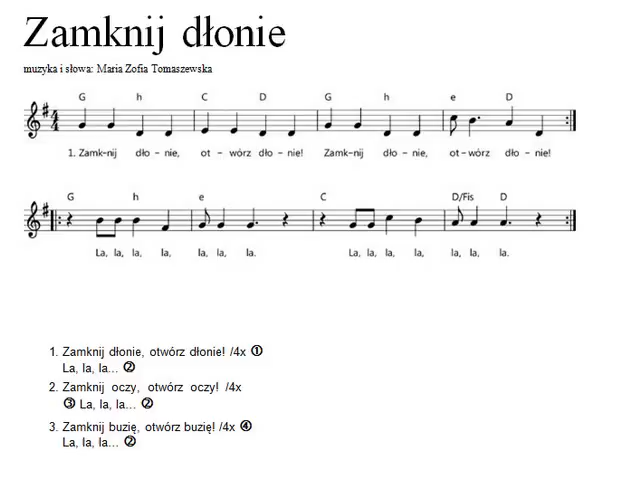 Zamknij dłonie
muzyka i słowa: Maria Zofia Tomaszewska
G h C D G h e D
4
4
1. Zamk-nij dło - nie, ot - wórz dło - nie! Zamk-nij dło - nie, ot - wórz dło - nie!
G h e C D/Fis D
La, la, la, la, la, la, la. La, la, la, la, la, la, la.
1. Zamknij dłonie, otwórz dłonie! /4x ①
La, la, la... ②
2. Zamknij oczy, otwórz oczy! /4x
③ La, la, la... ②
3. Zamknij buzię, otwórz buzię! /4x ④
La, la, la... ②